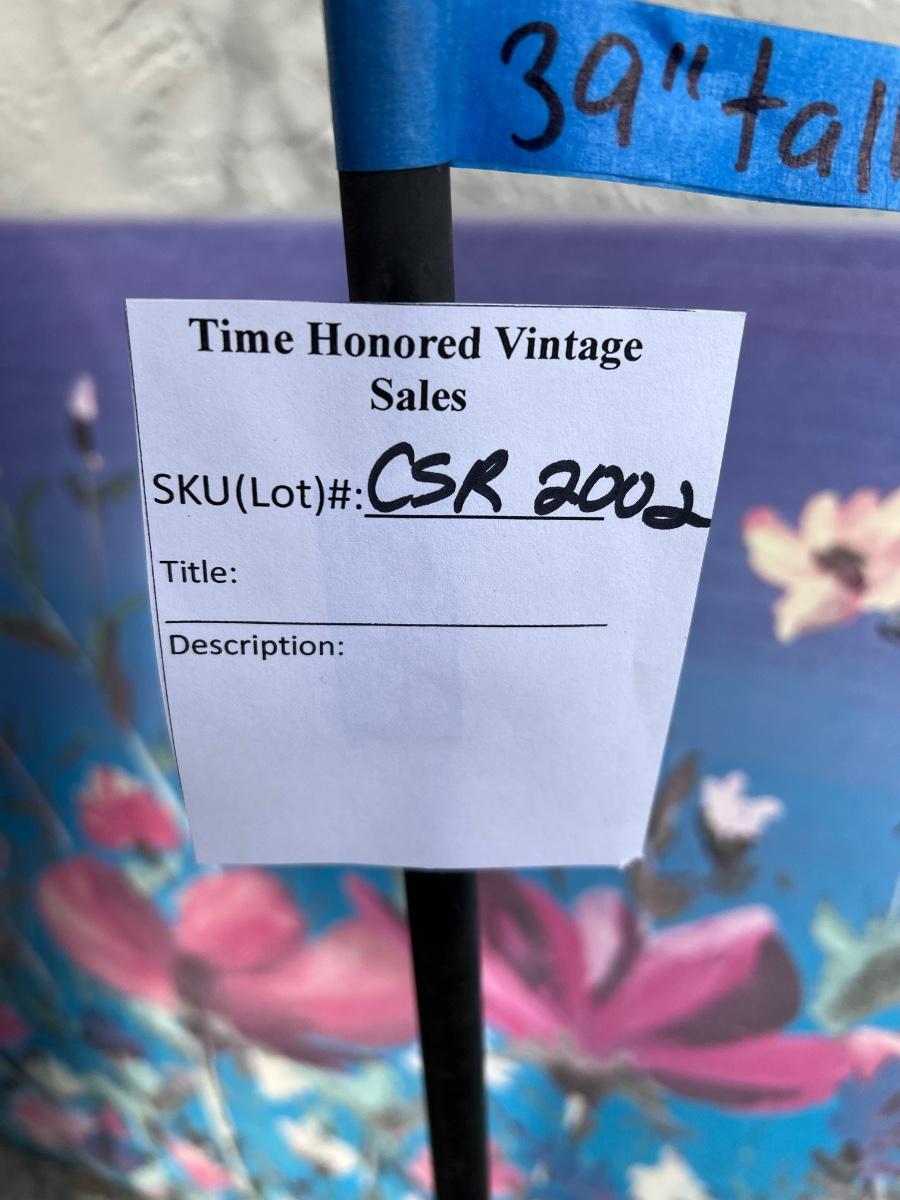 39" tall
Time Honored Vintage
Sales
SKU(Lot)#: CSR 2002
Title:
Description: